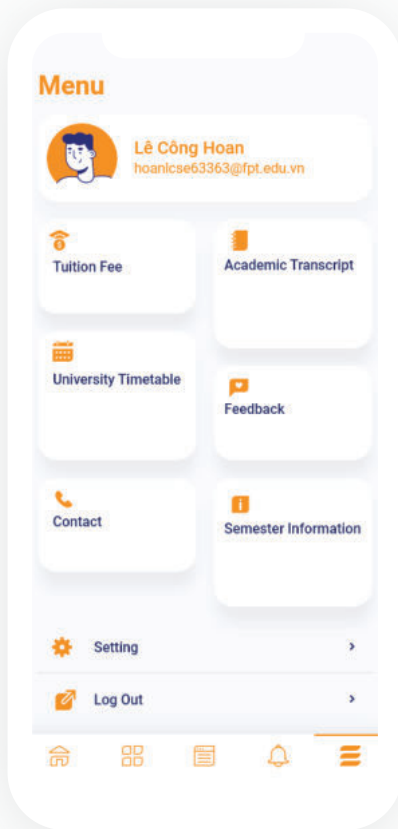 Menu
Lê Công Hoan
hoanlcse63363@fpt.edu.vn
Tuition Fee
Academic Transcript
University Timetable
Feedback
Contact
Semester Information
Setting
Log Out